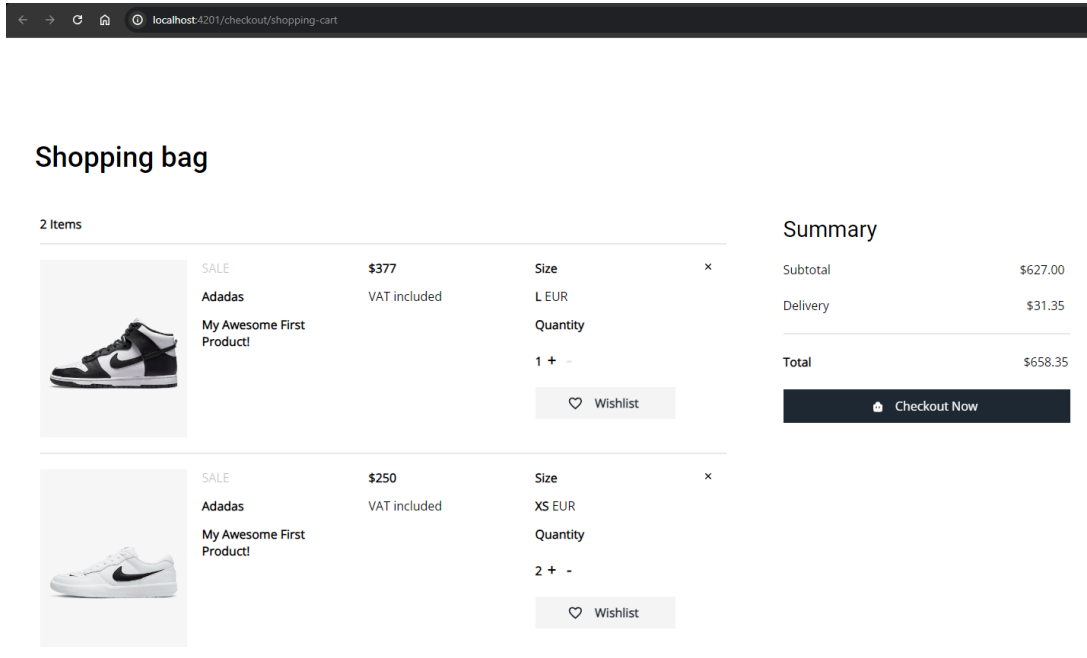 localhost:4201/checkout/shopping-cart
Shopping bag
2 Items
SALE
Adadas
My Awesome First
Product!
$377
VAT included
Size
L EUR
Quantity
1 + -
Wishlist
×
SALE
Adadas
My Awesome First
Product!
$250
VAT included
Size
XS EUR
Quantity
2 + -
Wishlist
×
Summary
Subtotal $627.00
Delivery $31.35
Total $658.35
Checkout Now